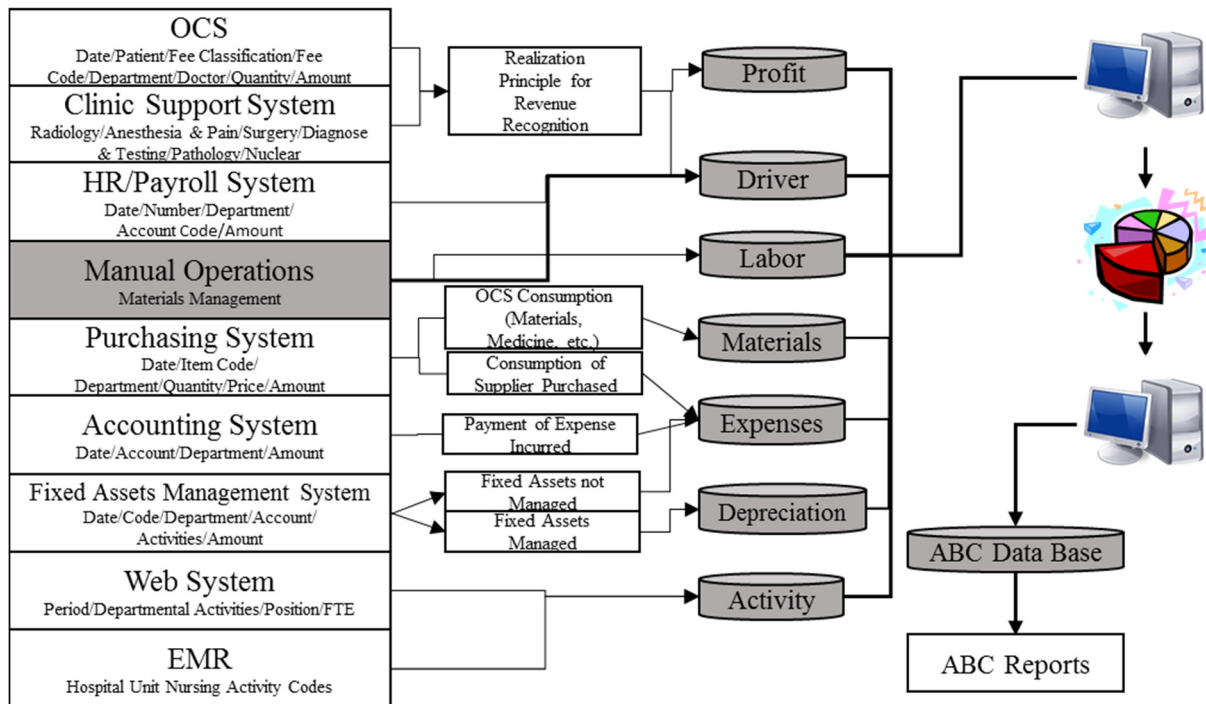 OCS
Date/Patient/Fee Classification/Fee
Code/Department/Doctor/Quantity/Amount
Clinic Support System
Radiology/Anesthesia & Pain/Surgery/Diagnose
& Testing/Pathology/Nuclear
HR/Payroll System
Date/Number/Department/
Account Code/Amount
Manual Operations
Materials Management
Purchasing System
Date/Item Code/
Department/Quantity/Price/Amount
Accounting System
Date/Account/Department/Amount
Fixed Assets Management System
Date/Code/Department/Account/
Activities/Amount
Web System
Period/Departmental Activities/Position/FTE
EMR
Hospital Unit Nursing Activity Codes
Realization
Principle for
Revenue
Recognition
OCS Consumption
(Materials,
Medicine, etc.)
Consumption of
Supplier Purchased
Payment of Expense
Incurred
Fixed Assets not
Managed
Fixed Assets
Managed
Profit
Driver
Labor
Materials
Expenses
Depreciation
Activity
ABC Data Base
ABC Reports